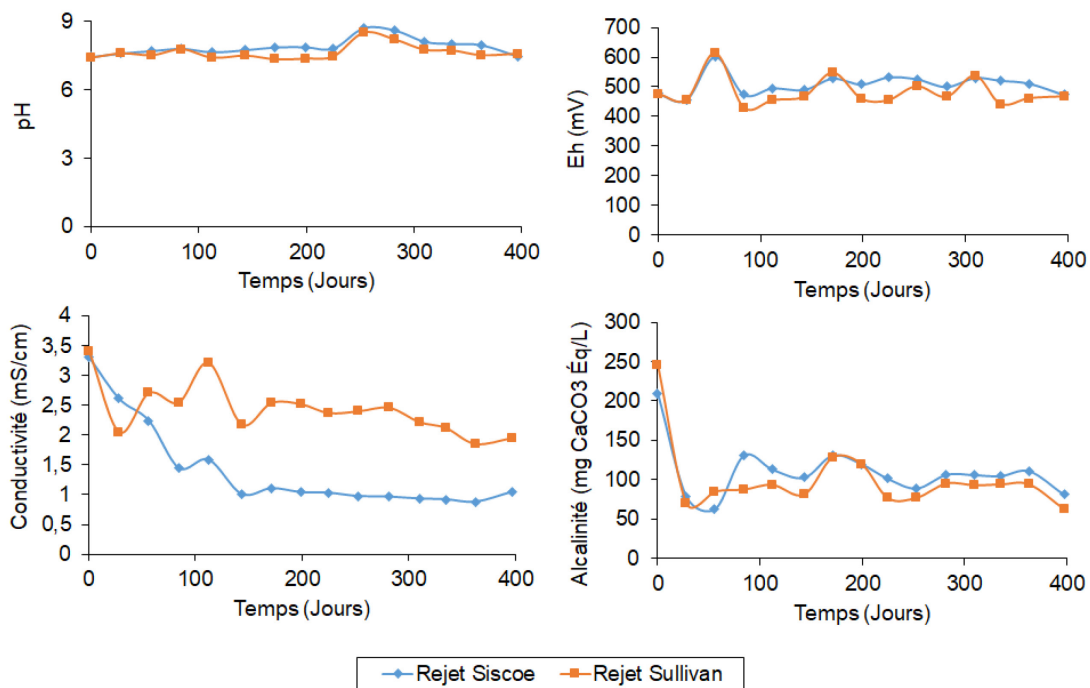 pH
9
6
3
0
0 100 200 300 400
Temps (Jours)
Eh (mV)
700
600
500
400
300
200
100
0
0 100 200 300 400
Temps (Jours)
Conductivité (mS/cm)
4
3,5
3
2,5
2
1,5
1
0,5
0
0 100 200 300 400
Temps (Jours)
Alcalinité (mg CaCO3 Éq/L)
300
250
200
150
100
50
0
0 100 200 300 400
Temps (Jours)
Rejet Siscoe Rejet Sullivan